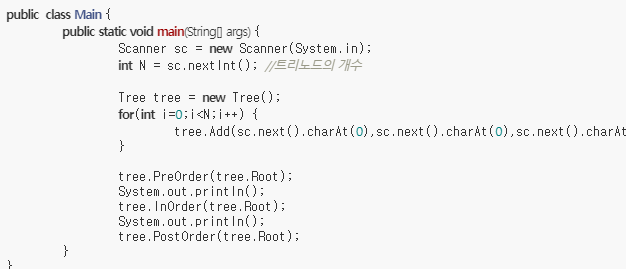 public class Main {
public static void main(String[] args) {
Scanner sc = new Scanner(System.in);
int N = sc.nextInt(); //트리노드의 개수
Tree tree = new Tree();
for(int i=0;i<N;i++) {
tree.Add(sc.next().charAt(0),sc.next().charAt(0),sc.next().charAt
}
tree.PreOrder(tree.Root);
System.out.println();
tree.InOrder(tree.Root);
System.out.println();
tree.PostOrder(tree.Root);
}
}